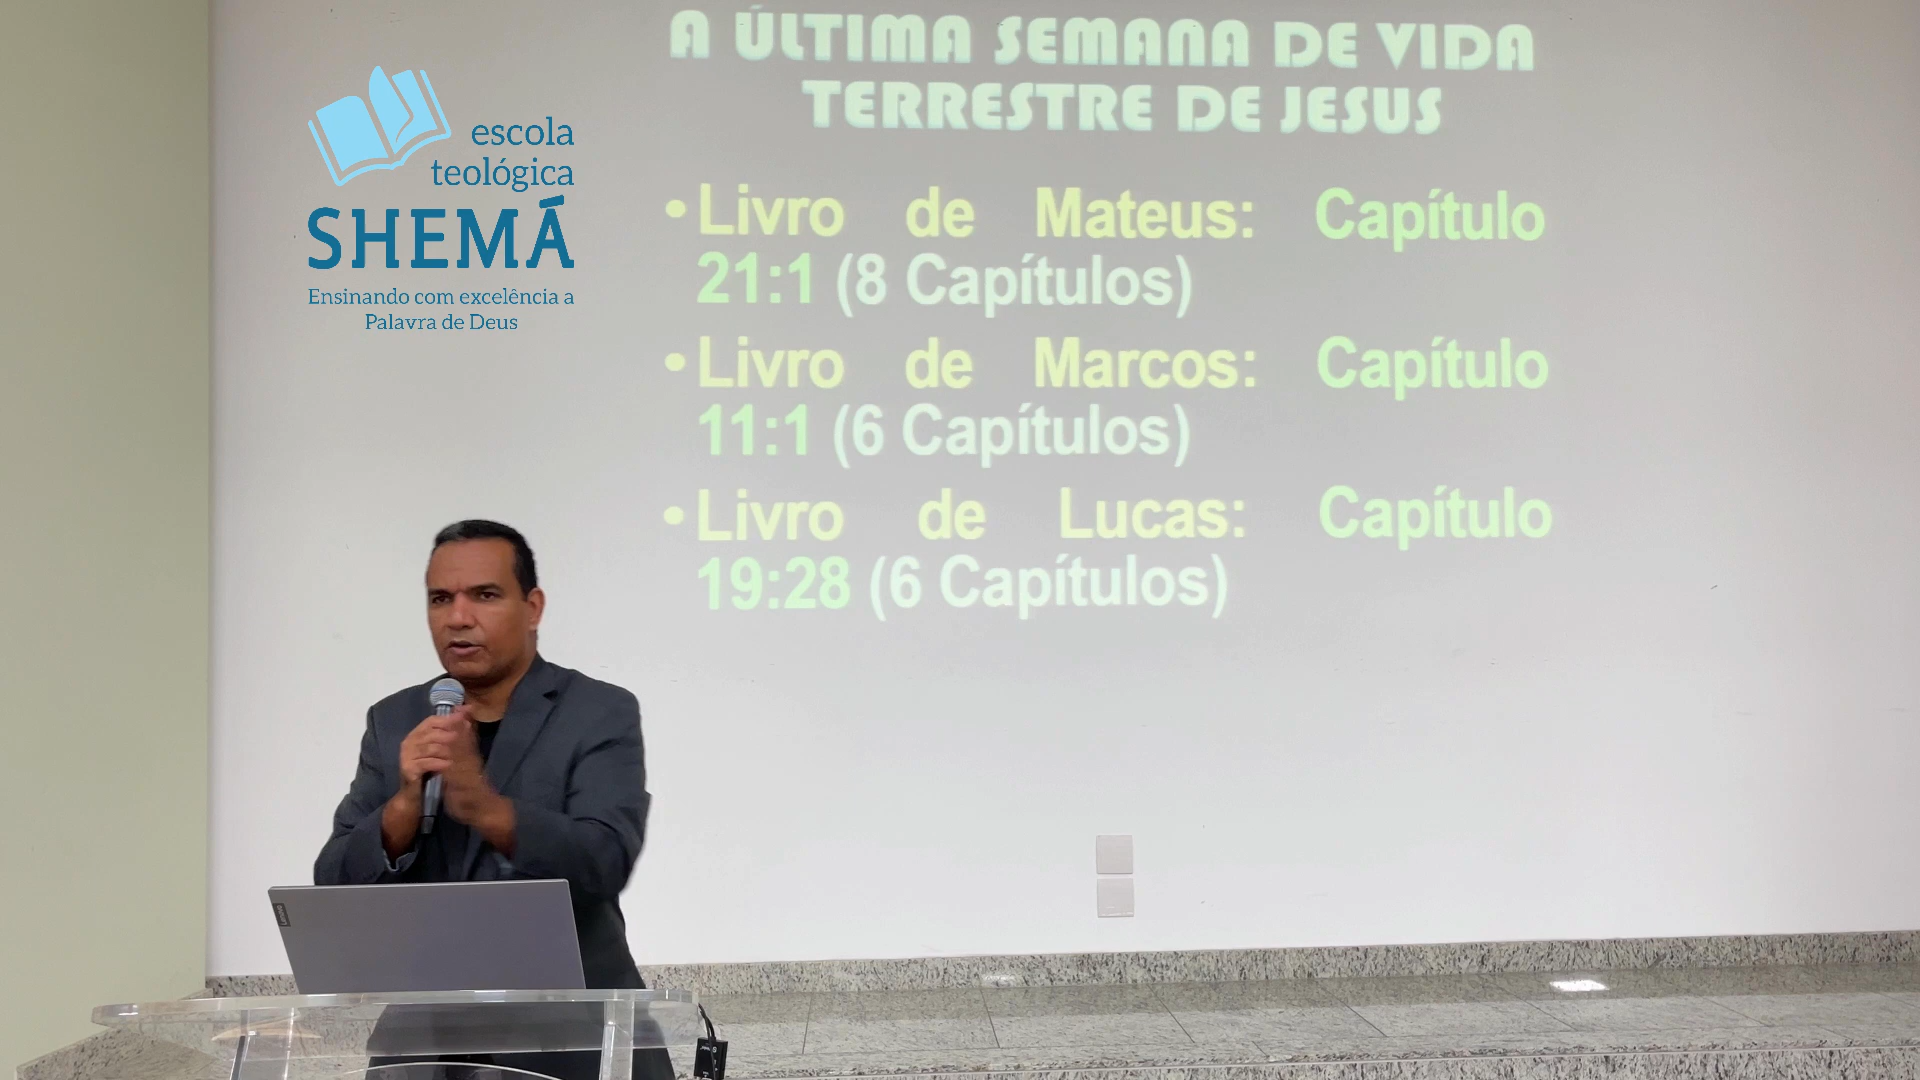 A ÚLTIMA SEMANA DE VIDA
TERRESTRE DE JESUS
escola
teológica
SHEMÁ
Ensinando com excelência a
Palavra de Deus
•Livro de Mateus: Capítulo
21:1 (8 Capítulos)
•Livro de Marcos: Capítulo
11:1 (6 Capítulos)
•Livro de Lucas: Capítulo
19:28 (6 Capítulos)
Lenovo